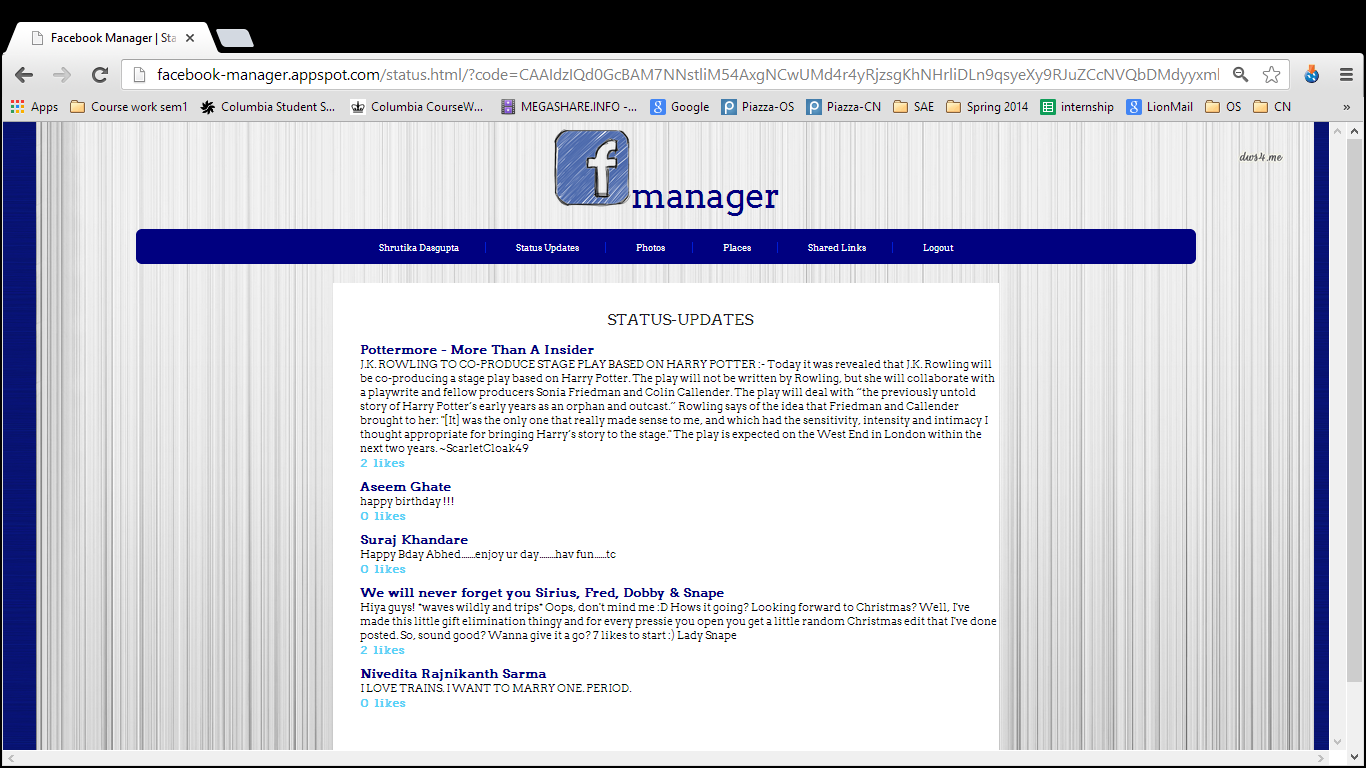 Facebook Manager | Sta
facebook-manager.appspot.com/status.html/?code=CAAIdzIQd0GcBAM7NNstliM54AxgNCwUMd4r4yRjzsgKhNHrliDLn9qsyeXy9RJuZCcNVQbDMdyyxml
Apps Course work sem1 Columbia Student S... Columbia CourseW... MEGASHARE.INFO -... Google Piazza-OS Piazza-CN SAE Spring 2014 internship LionMail OS CN »
dws4.me
f manager
Shrutika Dasgupta Status Updates Photos Places Shared Links Logout
STATUS-UPDATES
Pottermore - More Than A Insider
J.K. ROWLING TO CO-PRODUCE STAGE PLAY BASED ON HARRY POTTER :- Today it was revealed that J.K. Rowling will
be co-producing a stage play based on Harry Potter. The play will not be written by Rowling, but she will collaborate with
a playwrite and fellow producers Sonia Friedman and Colin Callender. The play will deal with “the previously untold
story of Harry Potter’s early years as an orphan and outcast.” Rowling says of the idea that Friedman and Callender
brought to her: "[It] was the only one that really made sense to me, and which had the sensitivity, intensity and intimacy I
thought appropriate for bringing Harry’s story to the stage." The play is expected on the West End in London within the
next two years. ~ScarletCloak49
2 likes
Aseem Ghate
happy birthday !!!
0 likes
Suraj Khandare
Happy Bday Abhed.......enjoy ur day........hav fun......tc
0 likes
We will never forget you Sirius, Fred, Dobby & Snape
Hiya guys! *waves wildly and trips* Oops, don't mind me :D Hows it going? Looking forward to Christmas? Well, I've
made this little gift elimination thingy and for every pressie you open you get a little random Christmas edit that I've done
posted. So, sound good? Wanna give it a go? 7 likes to start :) Lady Snape
2 likes
Nivedita Rajnikanth Sarma
I LOVE TRAINS. I WANT TO MARRY ONE. PERIOD.
0 likes